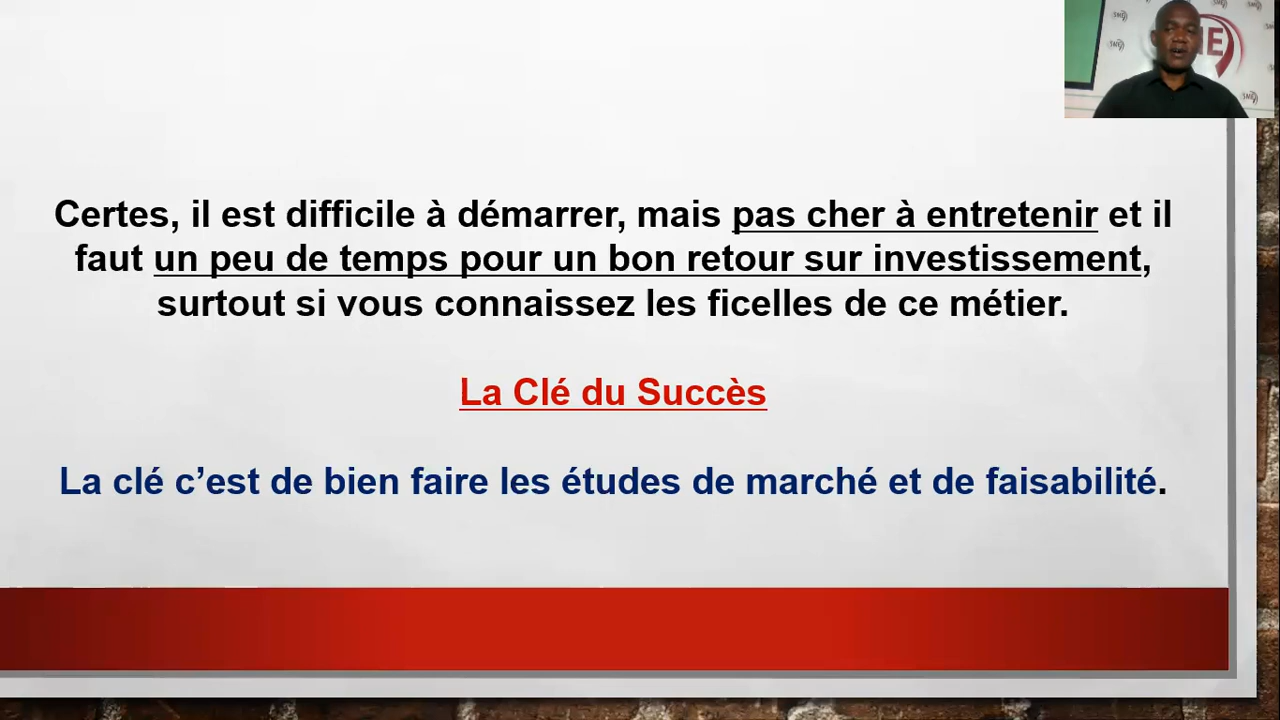 Certes, il est difficile à démarrer, mais pas cher à entretenir et il
faut un peu de temps pour un bon retour sur investissement,
surtout si vous connaissez les ficelles de ce métier.
La Clé du Succès
La clé c’est de bien faire les études de marché et de faisabilité.